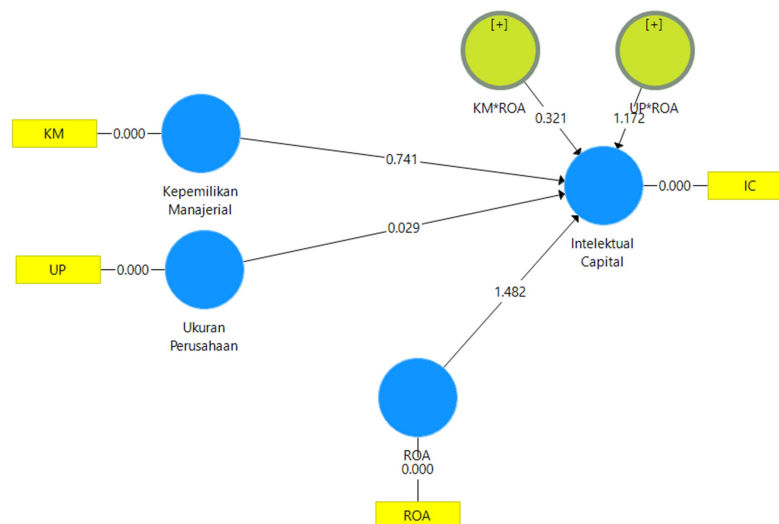 [+]
[+]
KM*ROA
UP*ROA
0.321
1.172
KM
0.000
Kepemilikan
Manajerial
0.741
0.000
IC
Intelektual
Capital
UP
0.000
Ukuran
Perusahaan
0.029
1.482
ROA
0.000
ROA